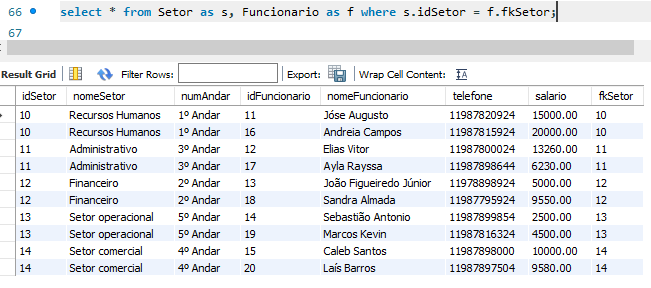 66 select * from Setor as s, Funcionario as f where s.idSetor = f.fkSetor;
67
Result Grid Filter Rows: Export: Wrap Cell Content:
idSetor nomeSetor numAndar idFuncionario nomeFuncionario telefone salario fkSetor
10 Recursos Humanos 1º Andar 11 Jóse Augusto 11987820924 15000.00 10
10 Recursos Humanos 1º Andar 16 Andreia Campos 11987815924 20000.00 10
11 Administrativo 3º Andar 12 Elias Vitor 11987800024 13260.00 11
11 Administrativo 3º Andar 17 Ayla Rayssa 11987898644 6230.00 11
12 Financeiro 2º Andar 13 João Figueiredo Júnior 11978898924 5000.00 12
12 Financeiro 2º Andar 18 Sandra Almada 11987795924 9550.00 12
13 Setor operacional 5º Andar 14 Sebastião Antonio 11987899854 2500.00 13
13 Setor operacional 5º Andar 19 Marcos Kevin 11987816324 4500.00 13
14 Setor comercial 4º Andar 15 Caleb Santos 11987898000 10000.00 14
14 Setor comercial 4º Andar 20 Laís Barros 11987897504 9580.00 14